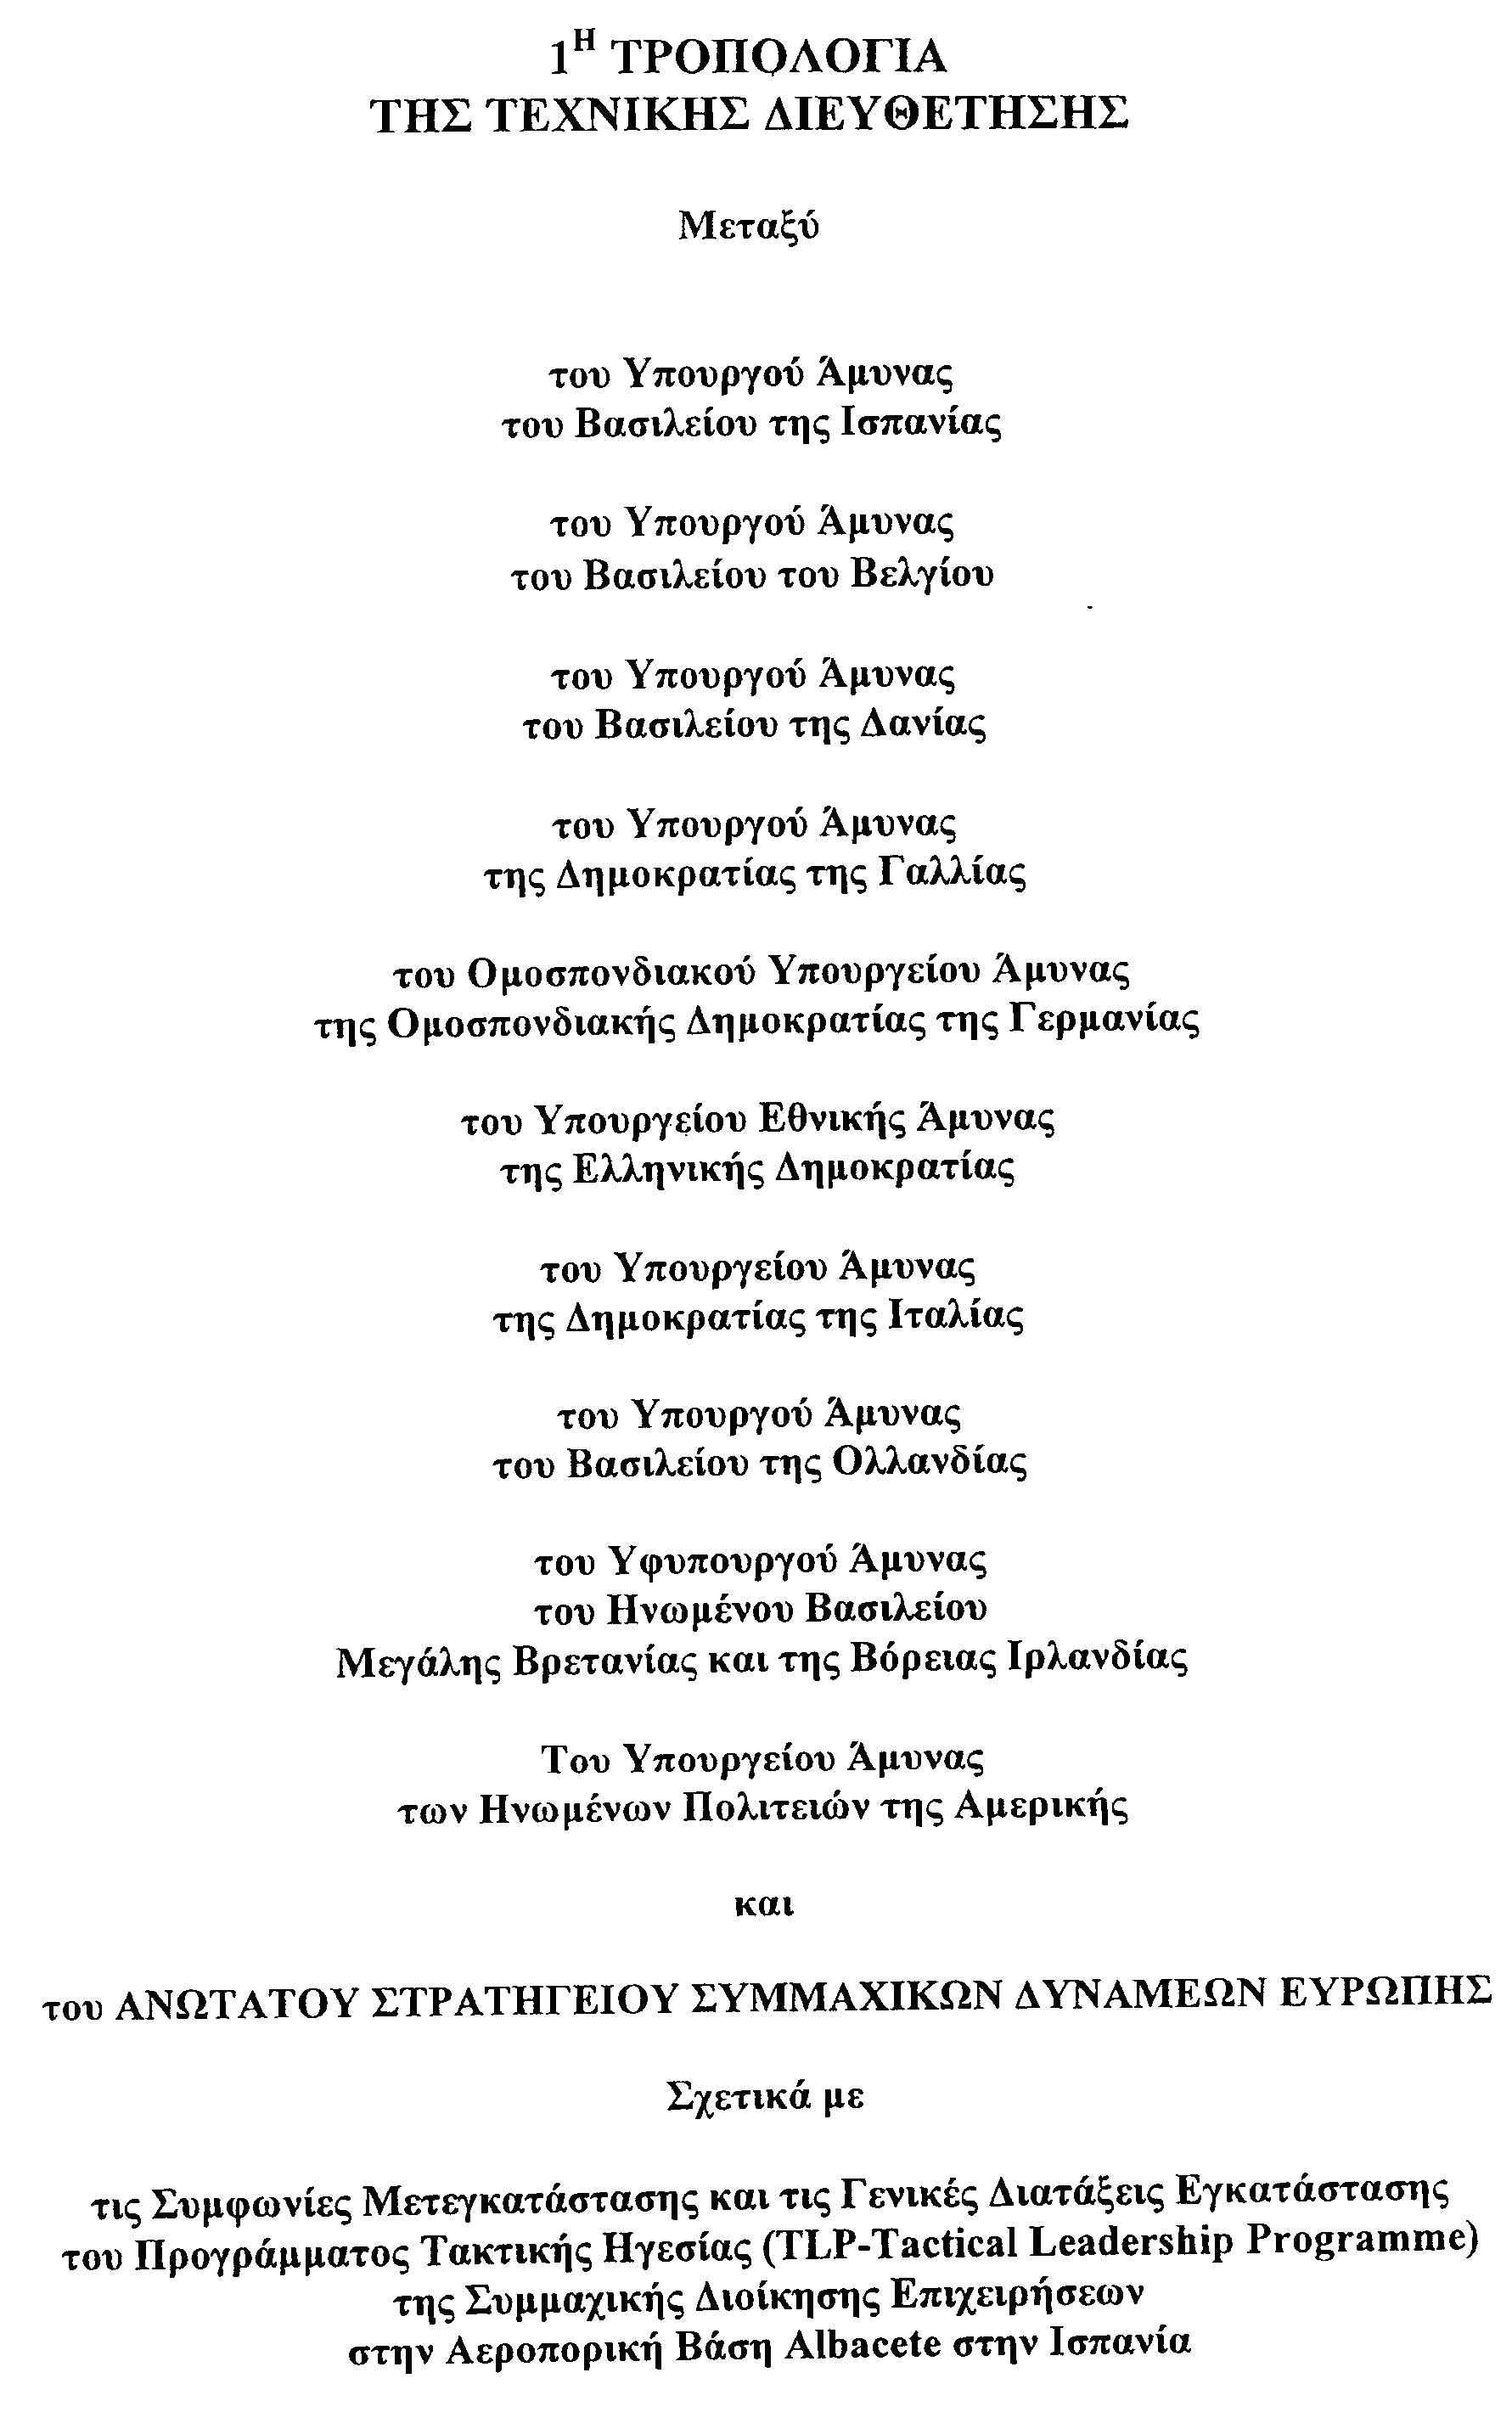 1Η ΤΡΟΠΟΛΟΓΙΑ
ΤΗΣ ΤΕΧΝΙΚΗΣ ΔΙΕΥΘΕΤΗΣΗΣ
Μεταξύ
του Υπουργού Άμυνας
του Βασιλείου της Ισπανίας
του Υπουργού Άμυνας
του Βασιλείου του Βελγίου
του Υπουργού Άμυνας
του Βασιλείου της Δανίας
του Υπουργού Άμυνας
της Δημοκρατίας της Γαλλίας
του Ομοσπονδιακού Υπουργείου Άμυνας
της Ομοσπονδιακής Δημοκρατίας της Γερμανίας
του Υπουργείου Εθνικής Άμυνας
της Ελληνικής Δημοκρατίας
του Υπουργείου Άμυνας
της Δημοκρατίας της Ιταλίας
του Υπουργού Άμυνας
του Βασιλείου της Ολλανδίας
του Υφυπουργού Άμυνας
του Ηνωμένου Βασιλείου
Μεγάλης Βρετανίας και της Βόρειας Ιρλανδίας
Του Υπουργείου Άμυνας
των Ηνωμένων Πολιτειών της Αμερικής
και
του ΑΝΩΤΑΤΟΥ ΣΤΡΑΤΗΓΕΙΟΥ ΣΥΜΜΑΧΙΚΩΝ ΔΥΝΑΜΕΩΝ ΕΥΡΩΠΗΣ
Σχετικά με
τις Συμφωνίες Μετεγκατάστασης και τις Γενικές Διατάξεις Εγκατάστασης
του Προγράμματος Τακτικής Ηγεσίας (TLP-Tactical Leadership Programme)
της Συμμαχικής Διοίκησης Επιχειρήσεων
στην Αεροπορική Βάση Albacete στην Ισπανία